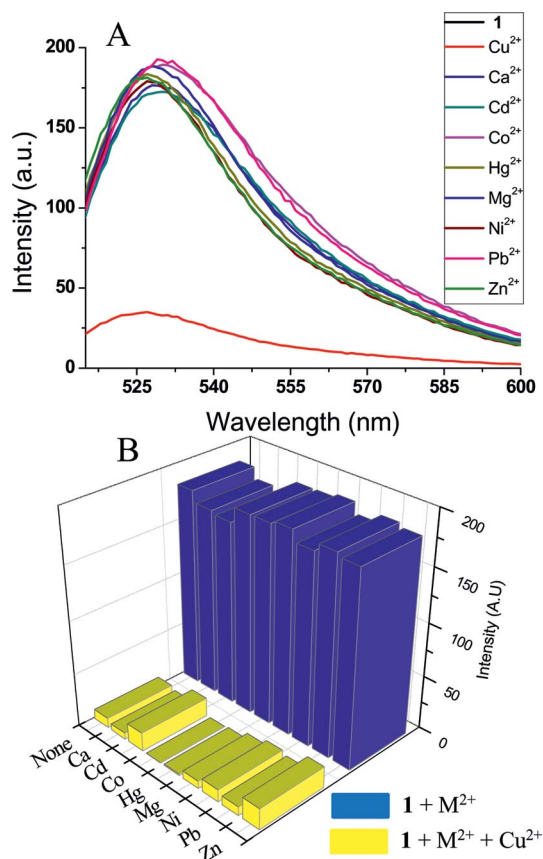 A
1
Cu²⁺
Ca²⁺
Cd²⁺
Co²⁺
Hg²⁺
Mg²⁺
Ni²⁺
Pb²⁺
Zn²⁺
Intensity (a.u.)
200
150
100
50
0
525 540 555 570 585 600
Wavelength (nm)
B
200
150
100
50
0
Intensity (A.U)
None
Ca
Cd
Co
Hg
Mg
Ni
Pb
Zn
1 + M²⁺
1 + M²⁺ + Cu²⁺